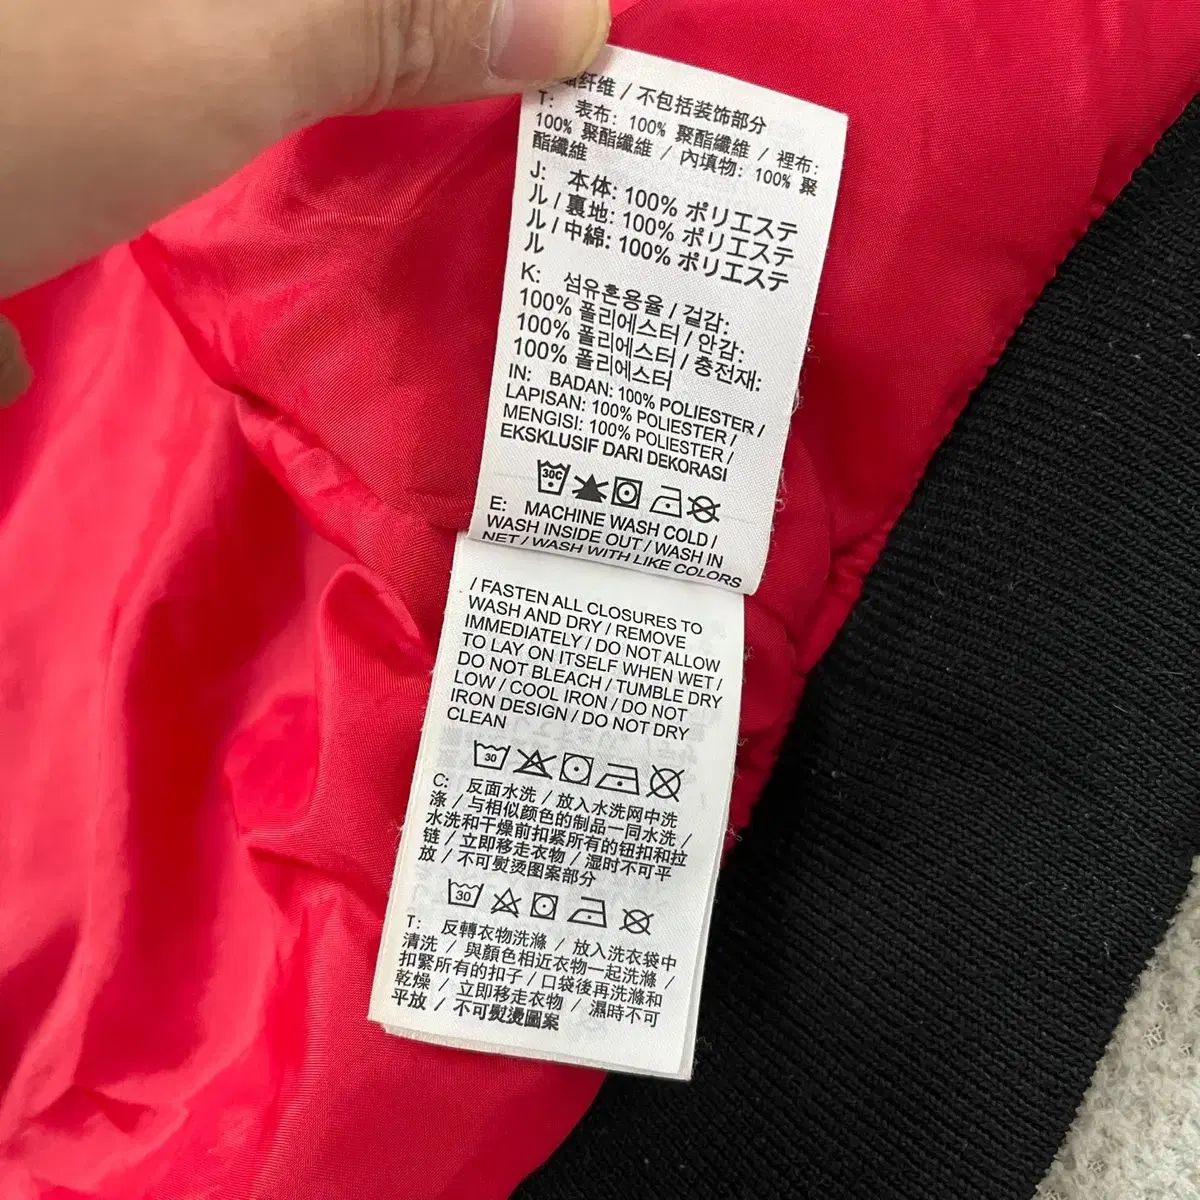 纤维 / 不包括装饰部分
T: 表布: 100% 聚酯纖維 / 裡布:
100% 聚酯纖維 / 內填物: 100% 聚
酯纖維
J: 本体: 100% ポリエステ
ル / 裏地: 100% ポリエステ
ル / 中綿: 100% ポリエステ
ル
K: 섬유혼용율 / 겉감:
100% 폴리에스터 / 안감:
100% 폴리에스터 / 충전재:
100% 폴리에스터
IN: BADAN: 100% POLIESTER /
LAPISAN: 100% POLIESTER /
MENGISI: 100% POLIESTER /
EKSKLUSIF DARI DEKORASI
30C
E: MACHINE WASH COLD /
WASH INSIDE OUT / WASH IN
NET / WASH WITH LIKE COLORS
/ FASTEN ALL CLOSURES TO
WASH AND DRY / REMOVE
IMMEDIATELY / DO NOT ALLOW
TO LAY ON ITSELF WHEN WET /
DO NOT BLEACH / TUMBLE DRY
LOW / COOL IRON / DO NOT
IRON DESIGN / DO NOT DRY
CLEAN
30
C: 反面水洗 / 放入水洗网中洗
涤 / 与相似颜色的制品一同水洗 /
水洗和干燥前扣紧所有的钮扣和拉
链 / 立即移走衣物 / 湿时不可平
放 / 不可熨烫图案部分
30
T: 反轉衣物洗滌 / 放入洗衣袋中
清洗 / 與顏色相近衣物一起洗滌 /
扣緊所有的扣子 / 口袋後再洗滌和
乾燥 / 立即移走衣物 / 濕時不可
平放 / 不可熨燙圖案